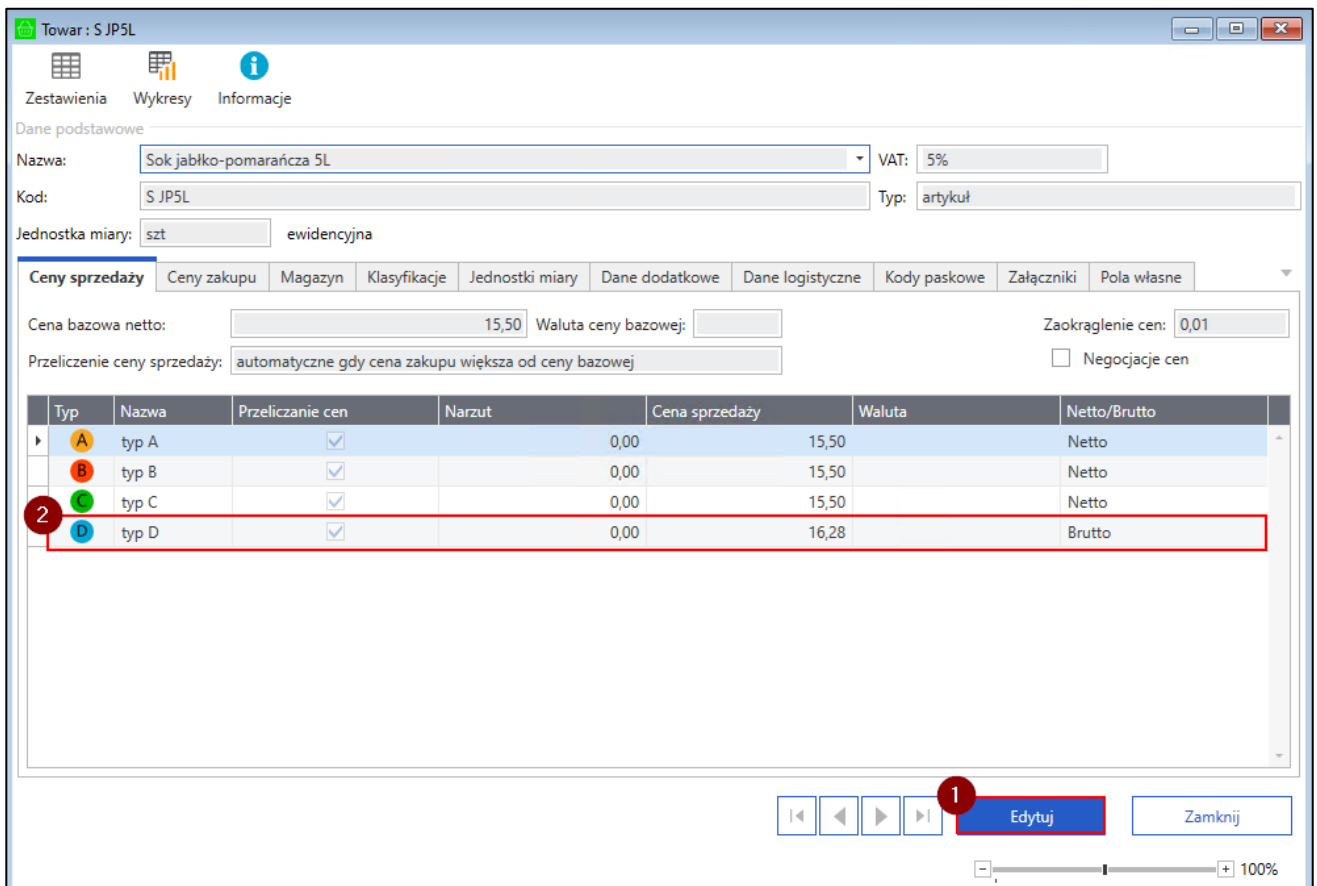 Towar : S JP5L
Zestawienia Wykresy Informacje
Dane podstawowe
Nazwa: Sok jabłko-pomarańcza 5L VAT: 5%
Kod: S JP5L Typ: artykuł
Jednostka miary: szt ewidencyjna
Ceny sprzedaży Ceny zakupu Magazyn Klasyfikacje Jednostki miary Dane dodatkowe Dane logistyczne Kody paskowe Załączniki Pola własne
Cena bazowa netto: 15,50 Waluta ceny bazowej: Zaokrąglenie cen: 0,01
Przeliczenie ceny sprzedaży: automatyczne gdy cena zakupu większa od ceny bazowej Negocjacje cen
Typ Nazwa Przeliczanie cen Narzut Cena sprzedaży Waluta Netto/Brutto
A typ A 0,00 15,50 Netto
B typ B 0,00 15,50 Netto
C typ C 0,00 15,50 Netto
2 D typ D 0,00 16,28 Brutto
1 Edytuj Zamknij
100%